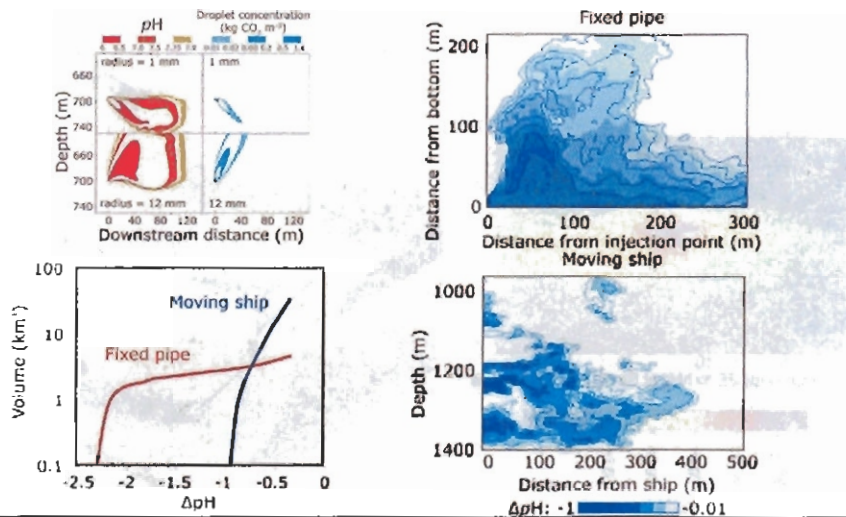 pH
Droplet concentration
(kg CO₂ m⁻³)
radius = 1 mm
1 mm
660
700
740
660
700
740
Depth (m)
radius = 12 mm
12 mm
0 40 80 120 0 40 80 120
Downstream distance (m)
Fixed pipe
200
100
0
Distance from bottom (m)
0 100 200 300
Distance from injection point (m)
100
10
1
0.1
Volume (km³)
Moving ship
Fixed pipe
-2.5 -2 -1.5 -1 -0.5 0
ΔpH
Moving ship
1000
1200
1400
Depth (m)
0 100 200 300 400 500
Distance from ship (m)
ΔpH: -1 -0.01